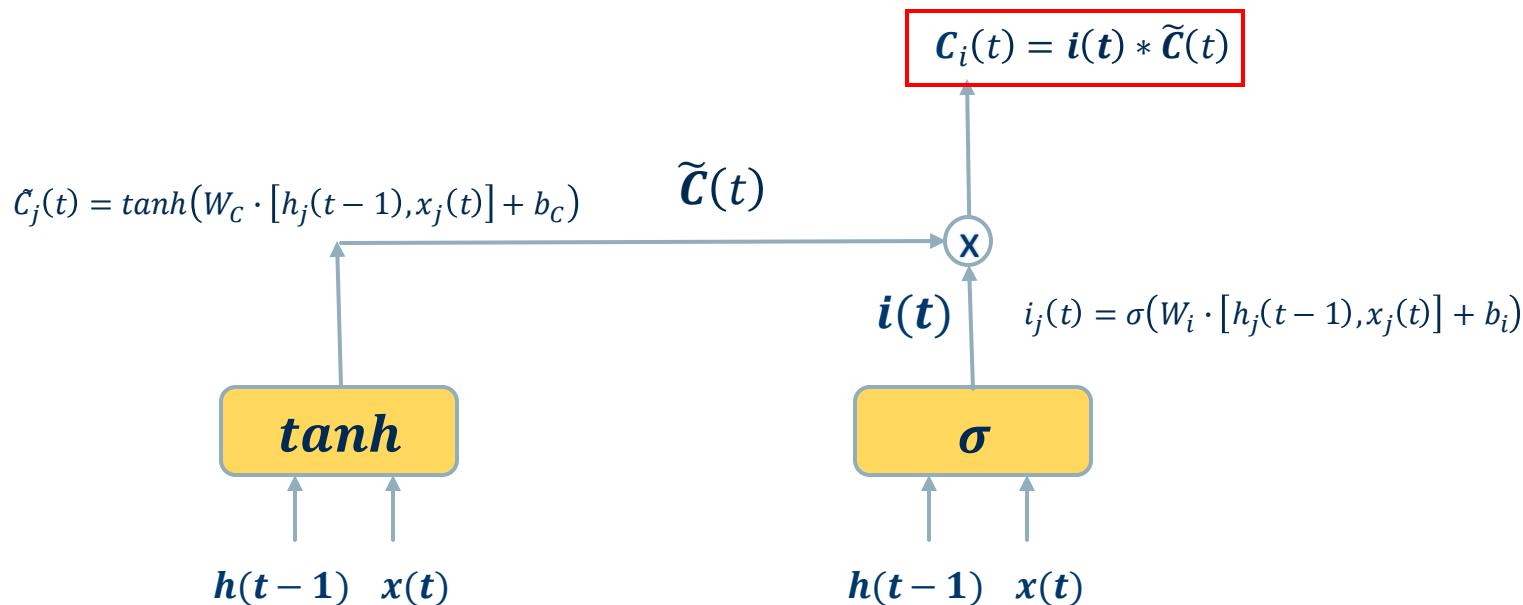 C_i(t) = i(t) ∗ C̃(t)
C̃(t)
C̃_j(t) = tanh(W_C · [h_j(t − 1), x_j(t)] + b_C)
x
i(t)
i_j(t) = σ(W_i · [h_j(t − 1), x_j(t)] + b_i)
tanh
σ
h(t − 1) x(t)
h(t − 1) x(t)